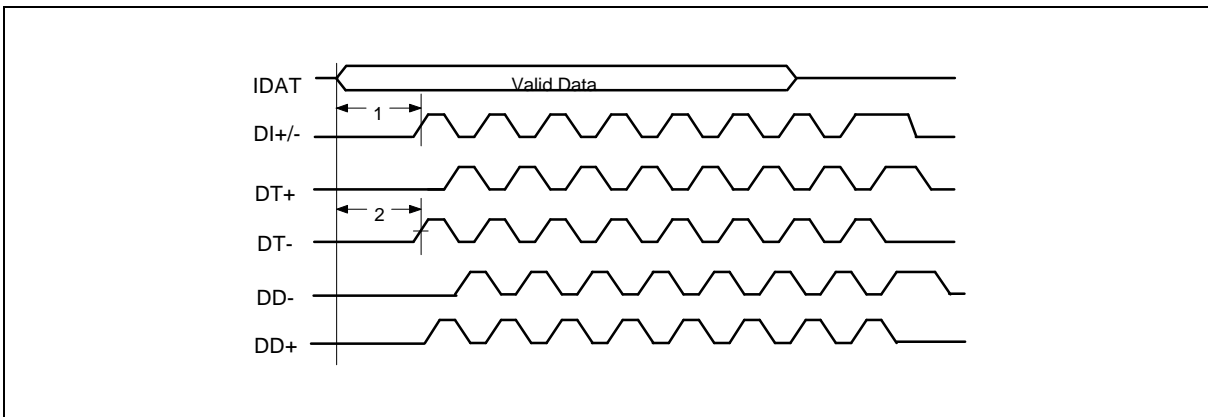 IDAT
Valid Data
1
DI+/-
DT+
2
DT-
DD-
DD+